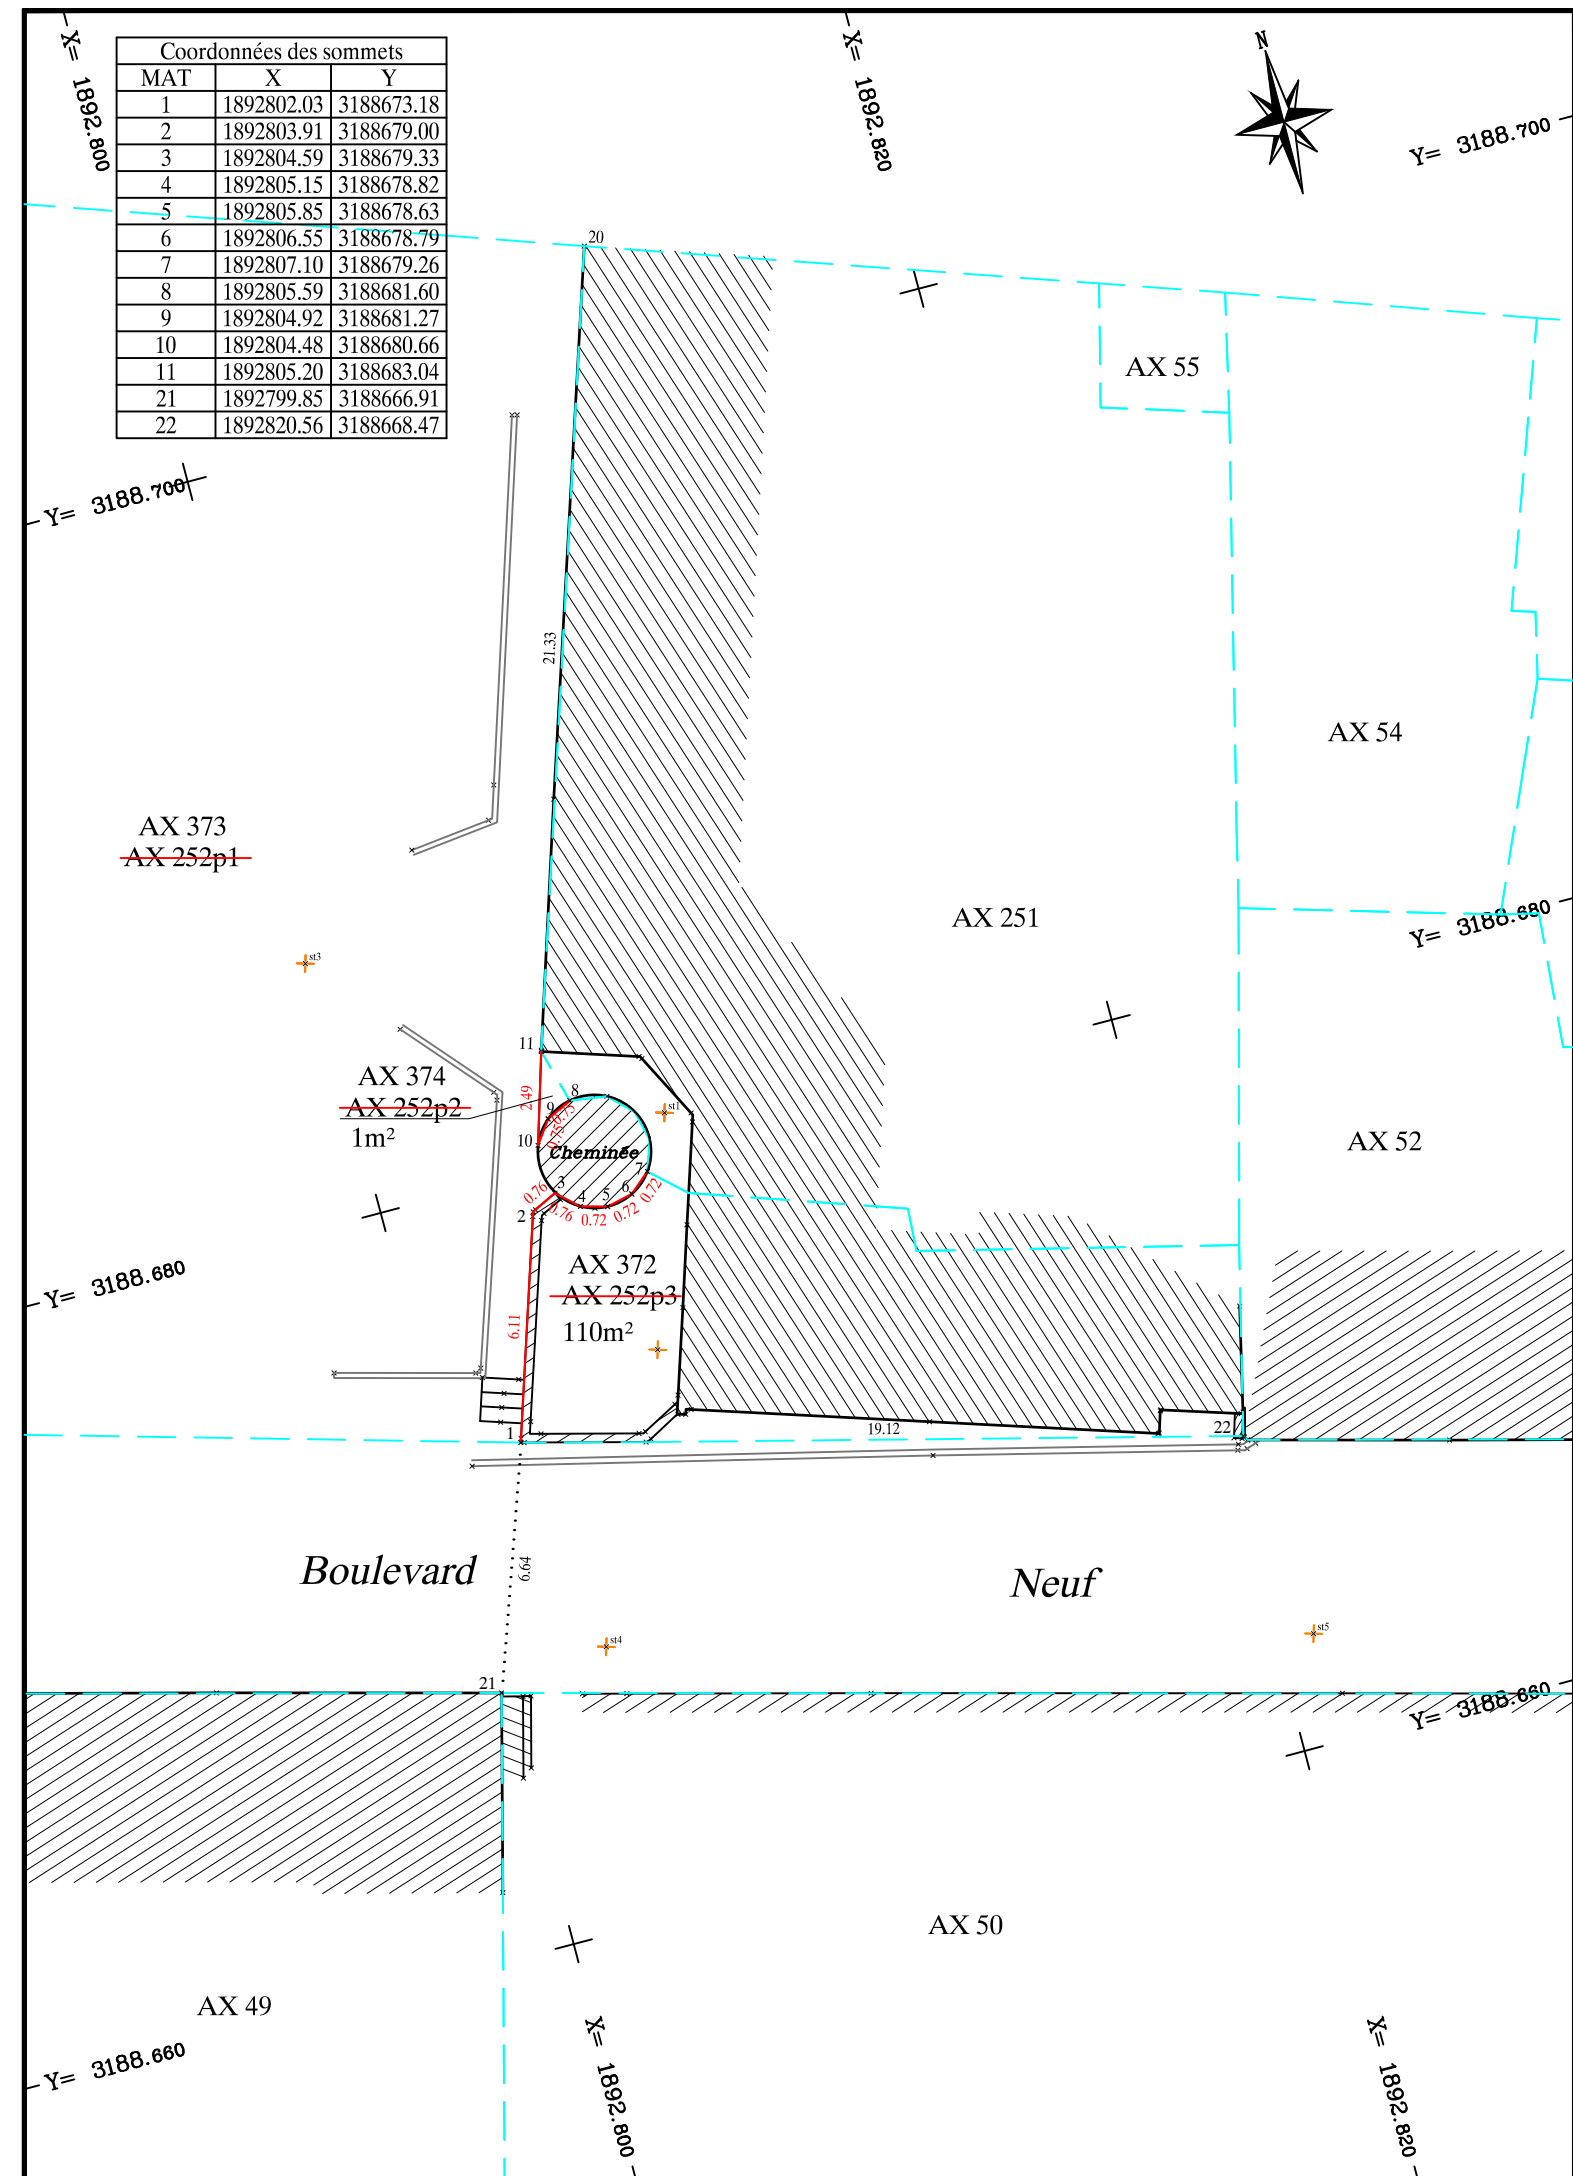 X= 1892.800
X= 1892.820
N
Y= 3188.700
Coordonnées des sommets
MAT X Y
1 1892802.03 3188673.18
2 1892803.91 3188679.00
3 1892804.59 3188679.33
4 1892805.15 3188678.82
5 1892805.85 3188678.63
6 1892806.55 3188678.79
7 1892807.10 3188679.26
8 1892805.59 3188681.60
9 1892804.92 3188681.27
10 1892804.48 3188680.66
11 1892805.20 3188683.04
21 1892799.85 3188666.91
22 1892820.56 3188668.47
20
AX 55
Y= 3188.700
21.33
AX 54
AX 373
AX 252p1
AX 251
Y= 3188.680
st3
11
AX 374
AX 252p2
1m²
2.49
8
9
0.75
0.75
10
st1
Cheminée
7
AX 52
3
4
5
6
2
0.76
0.76
0.72
0.72
0.72
AX 372
AX 252p3
110m²
Y= 3188.680
6.11
1
19.12
22
Boulevard
Neuf
6.64
st4
st5
21
Y= 3188.660
AX 50
AX 49
Y= 3188.660
X= 1892.800
X= 1892.820